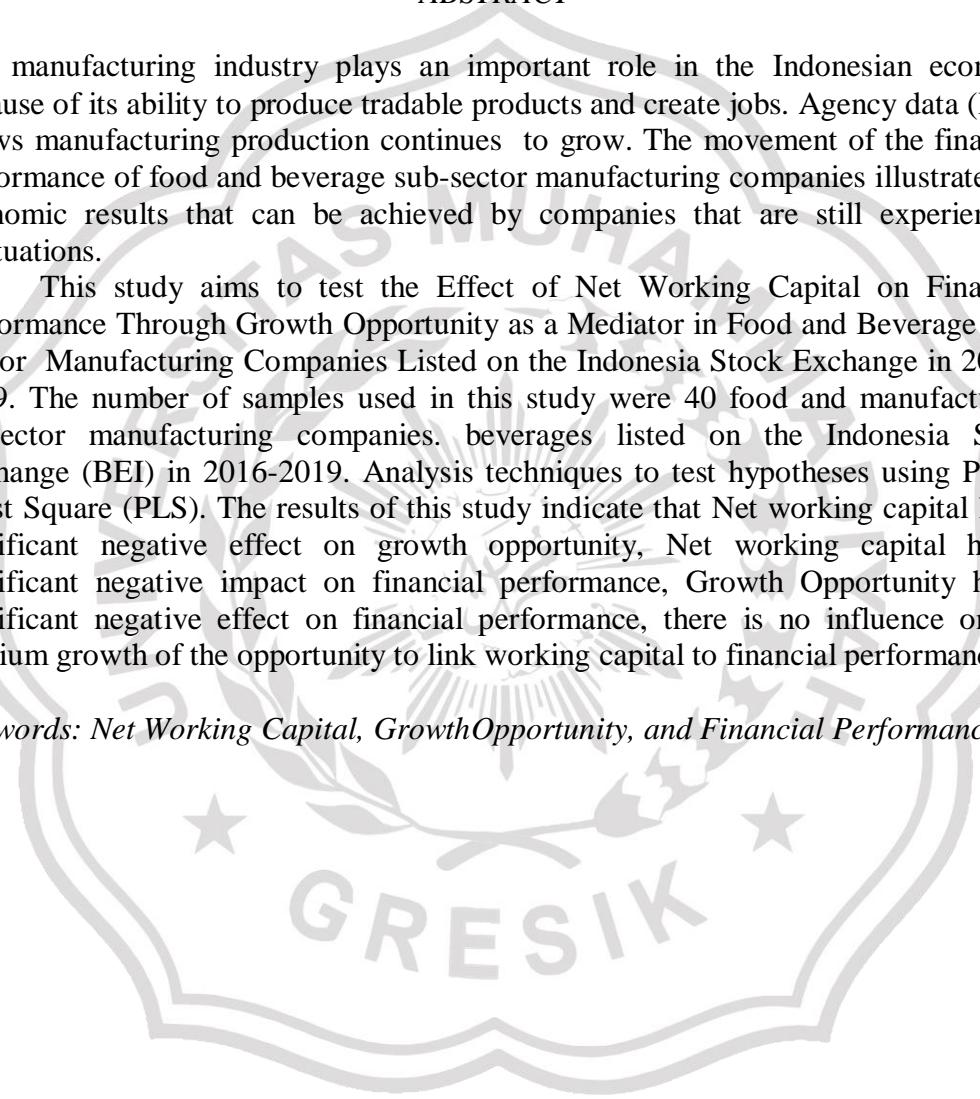 ABSTRACT
manufacturing industry plays an important role in the Indonesian econ
use of its ability to produce tradable products and create jobs. Agency data (
ws manufacturing production continues to grow. The movement of the fina
ormance of food and beverage sub-sector manufacturing companies illustrate
nomic results that can be achieved by companies that are still experien
tuations.
This study aims to test the Effect of Net Working Capital on Fina
ormance Through Growth Opportunity as a Mediator in Food and Beverage
or Manufacturing Companies Listed on the Indonesia Stock Exchange in 20
9. The number of samples used in this study were 40 food and manufactu
ector manufacturing companies. beverages listed on the Indonesia S
hange (BEI) in 2016-2019. Analysis techniques to test hypotheses using P
st Square (PLS). The results of this study indicate that Net working capital
ificant negative effect on growth opportunity, Net working capital h
ificant negative impact on financial performance, Growth Opportunity h
ificant negative effect on financial performance, there is no influence or
ium growth of the opportunity to link working capital to financial performanc
words: Net Working Capital, GrowthOpportunity, and Financial Performanc
UNIVERSITAS MUHAMMADIYAH
GRESIK